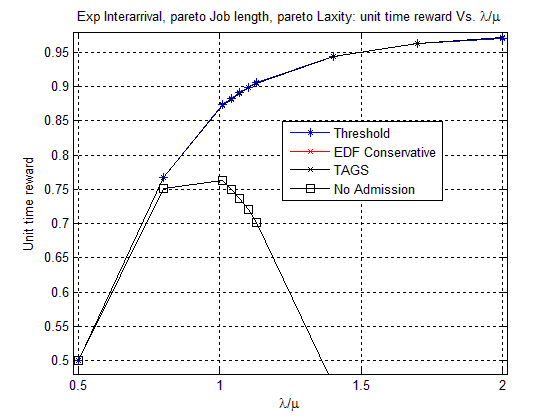 Exp Interarrival, pareto Job length, pareto Laxity: unit time reward Vs. λ/μ
0.95
0.9
0.85
0.8
0.75
0.7
0.65
0.6
0.55
0.5
Unit time reward
Threshold
EDF Conservative
TAGS
No Admission
0.5
1
1.5
2
λ/μ